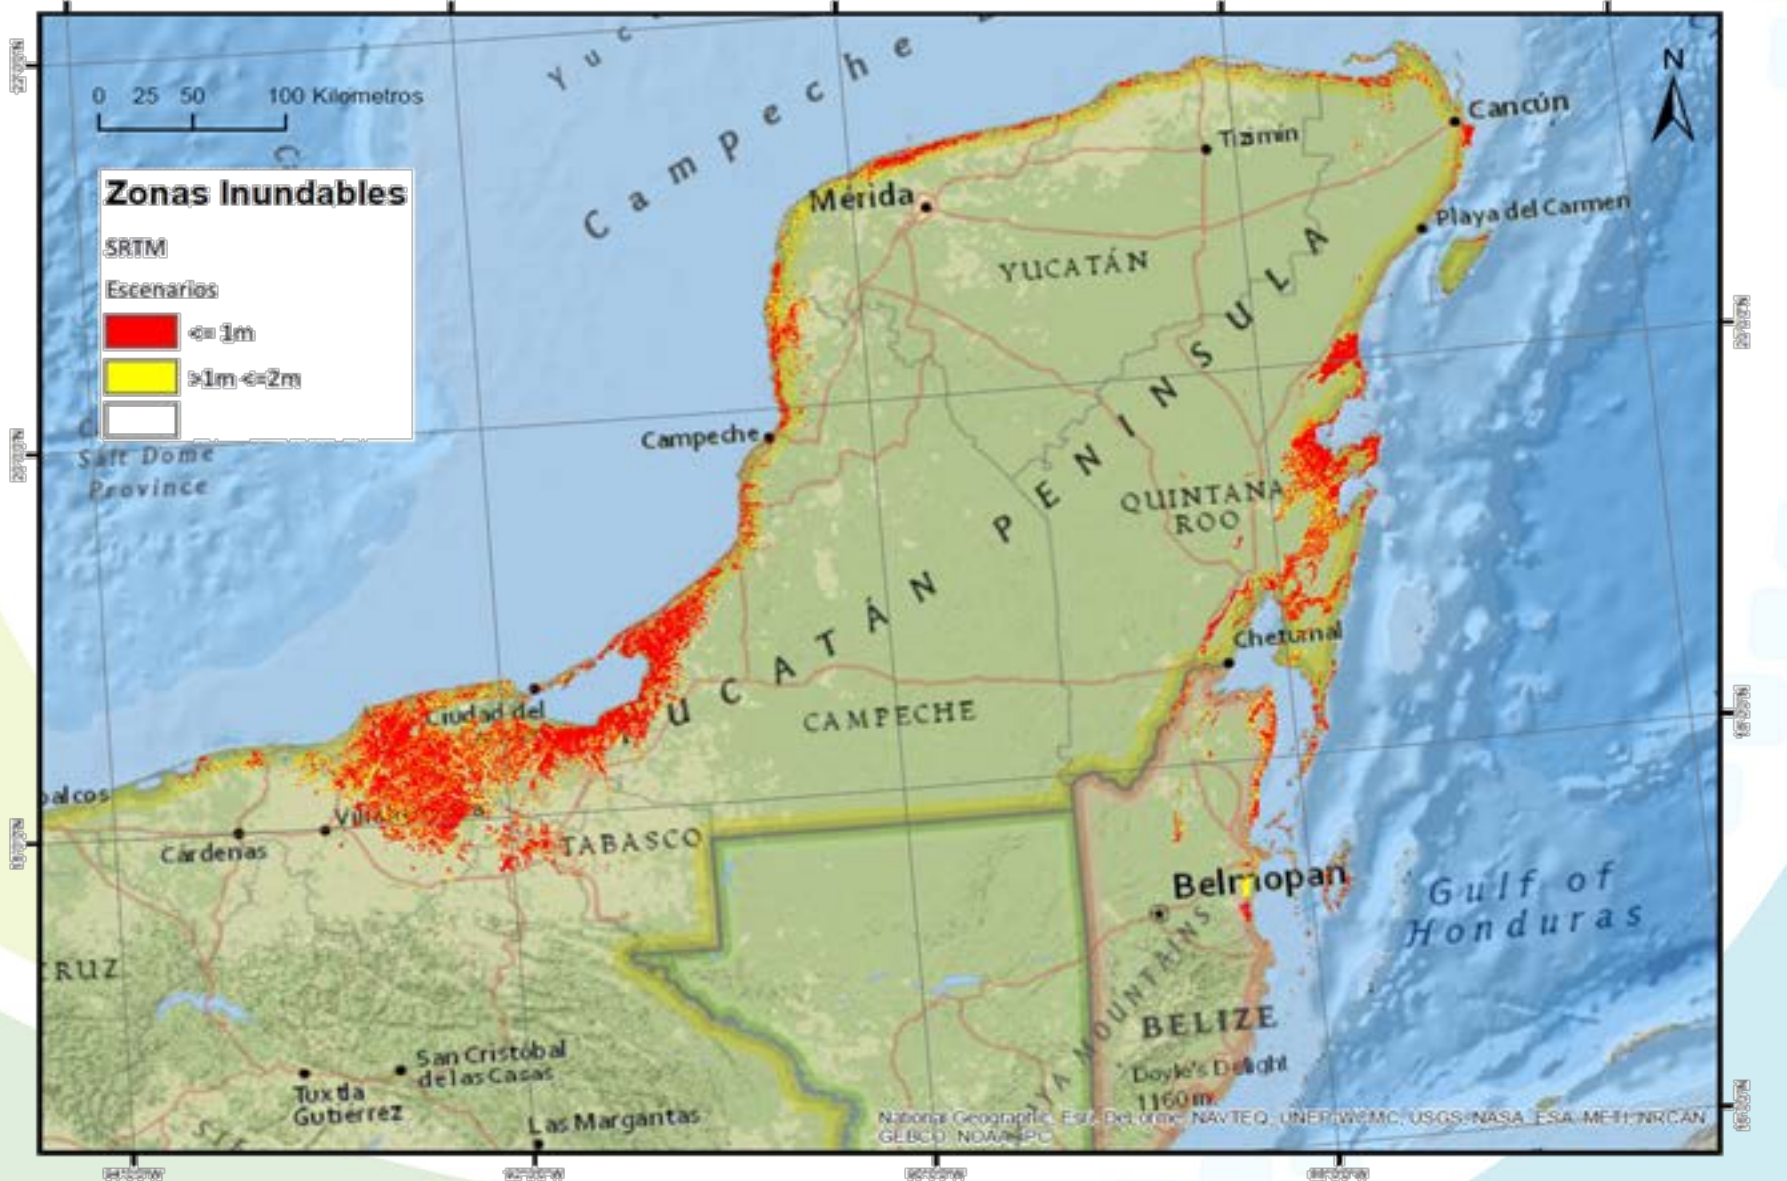 N
0 25 50 100 Kilometros
Zonas Inundables
SRTM
Escenarios
<= 1m
>1m <=2m
Salt Dome
Province
Campeche
Cancún
Tizimín
Mérida
Playa del Carmen
YUCATÁN
Campeche
YUCATÁN PENINSULA
QUINTANA
ROO
Chetumal
Ciudad del
CAMPECHE
Cárdenas
TABASCO
Belmopan
Gulf of
Honduras
BELIZE
Doyle's Delight
1160 m
San Cristóbal
de las Casas
Tuxtla
Gutiérrez
Las Margaritas
National Geographic, Esri, DeLorme, NAVTEQ, UNEP-WCMC, USGS, NASA, ESA, METI, NRCAN
GEBCO, NOAA, iPC